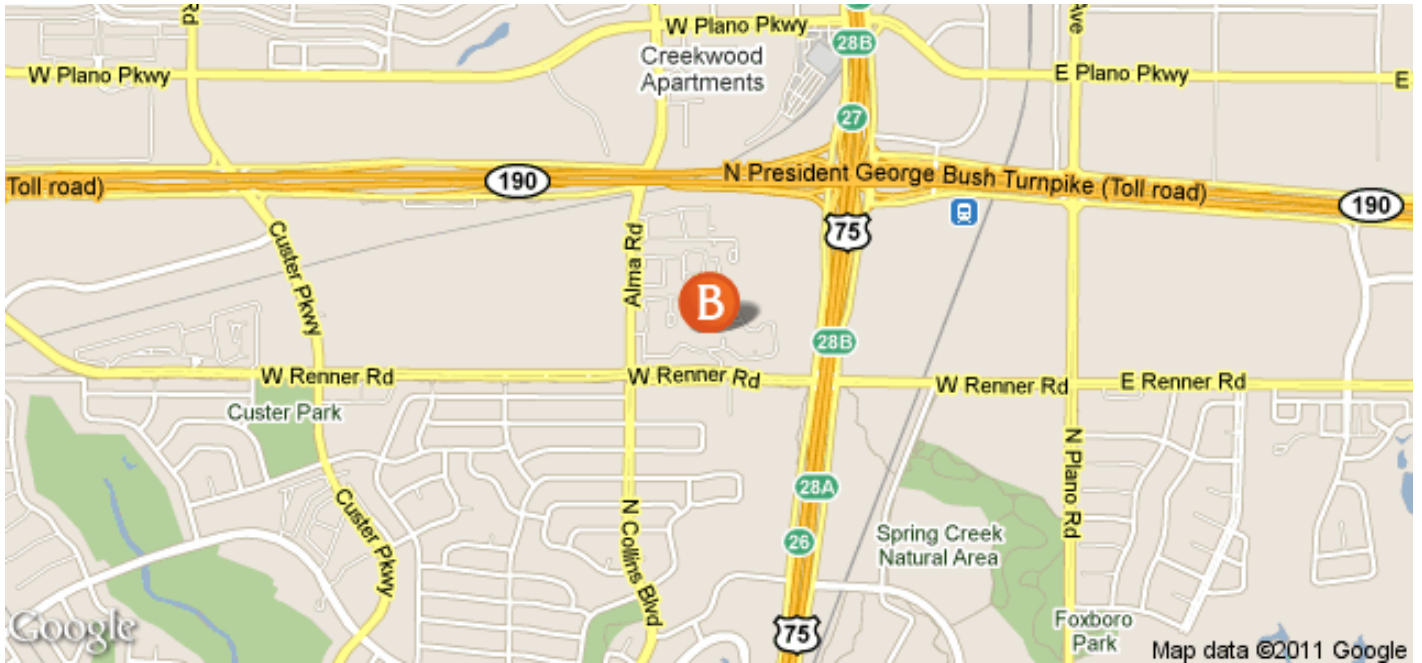 Rd
W Plano Pkwy
28B
Ave
Creekwood
Apartments
W Plano Pkwy
E Plano Pkwy
E
27
Toll road)
190
N President George Bush Turnpike (Toll road)
190
75
Custer Pkwy
Alma Rd
B
28B
W Renner Rd
W Renner Rd
W Renner Rd
E Renner Rd
Custer Park
N Plano Rd
28A
Custer Pkwy
N Collins Blvd
26
Spring Creek
Natural Area
75
Foxboro
Park
Google
Map data ©2011 Google